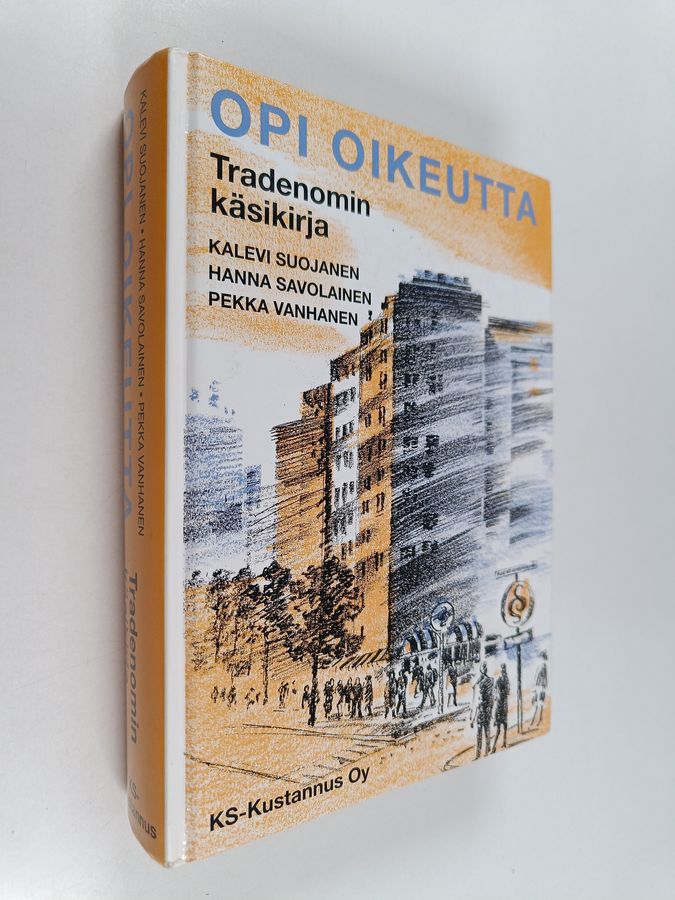 OPI OIKEUTTA
Tradenomin
käsikirja
KALEVI SUOJANEN
HANNA SAVOLAINEN
PEKKA VANHANEN
§
KS-Kustannus Oy
KALEVI SUOJANEN • HANNA SAVOLAINEN • PEKKA VANHANEN
OPI OIKEUTTA
Tradenomin
KS-